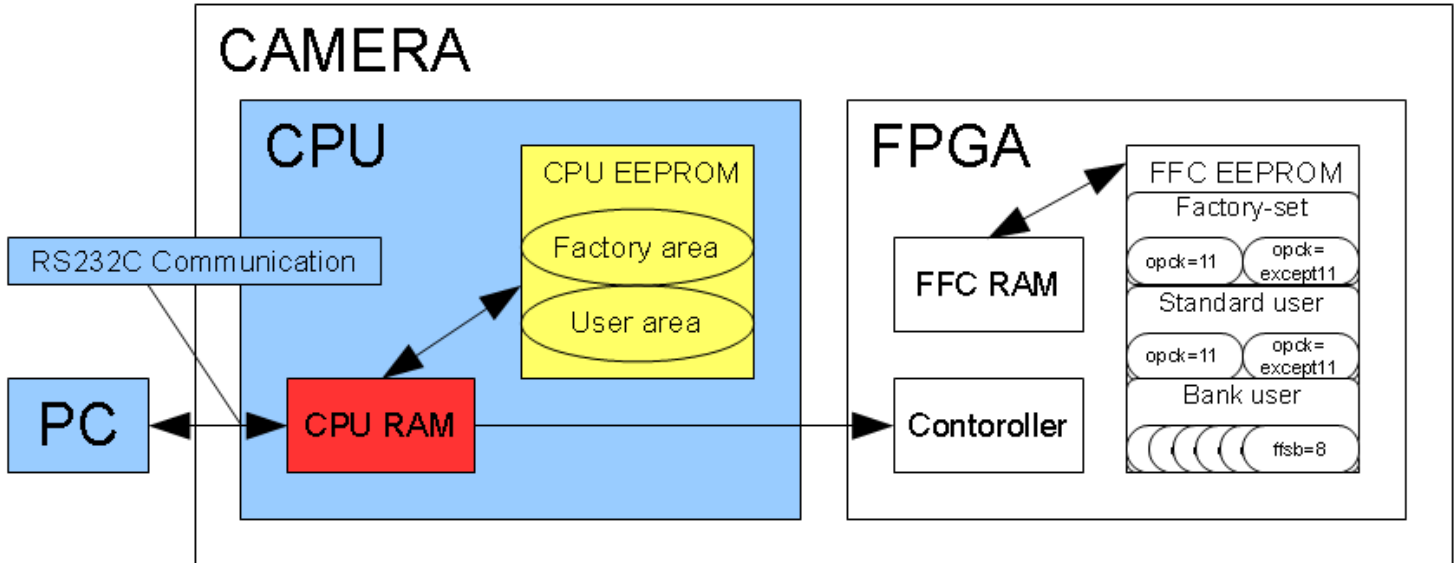 CAMERA
CPU
CPU EEPROM
Factory area
User area
RS232C Communication
PC
CPU RAM
FPGA
FFC RAM
Contoroller
FFC EEPROM
Factory-set
opck=11
opck=
except11
Standard user
opck=11
opck=
except11
Bank user
ffsb=8